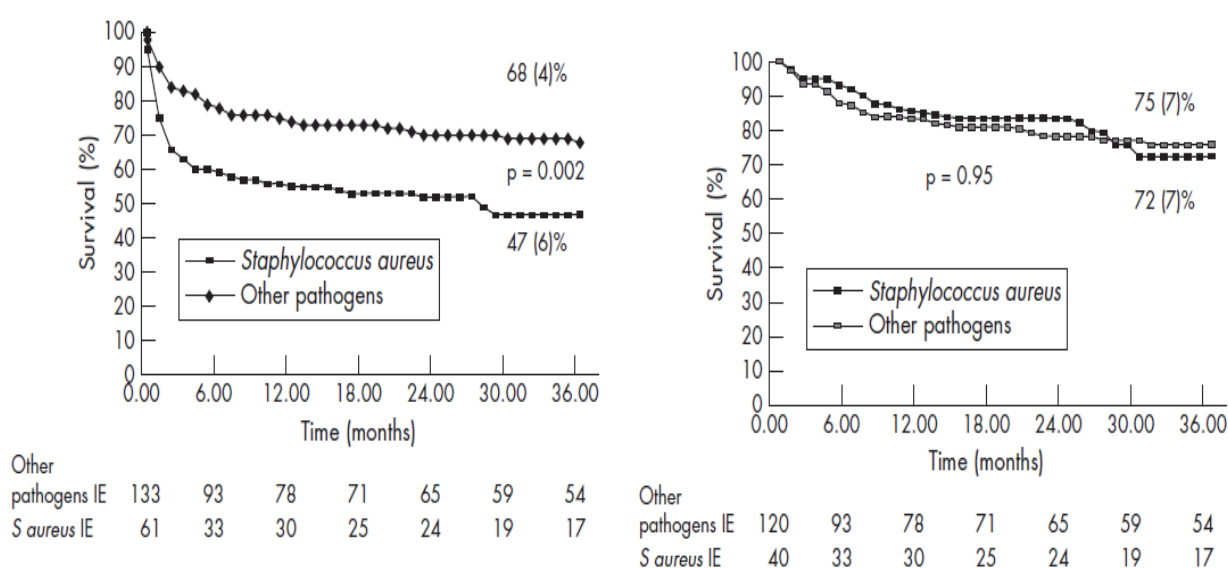 100
90
80
70
60
50
40
30
20
10
0
Survival (%)
68 (4)%
p = 0.002
47 (6)%
Staphylococcus aureus
Other pathogens
0.00 6.00 12.00 18.00 24.00 30.00 36.00
Time (months)
Other
pathogens IE 133 93 78 71 65 59 54
S aureus IE 61 33 30 25 24 19 17
100
90
80
70
60
50
40
30
20
10
0
Survival (%)
75 (7)%
p = 0.95
72 (7)%
Staphylococcus aureus
Other pathogens
0.00 6.00 12.00 18.00 24.00 30.00 36.00
Time (months)
Other
pathogens IE 120 93 78 71 65 59 54
S aureus IE 40 33 30 25 24 19 17